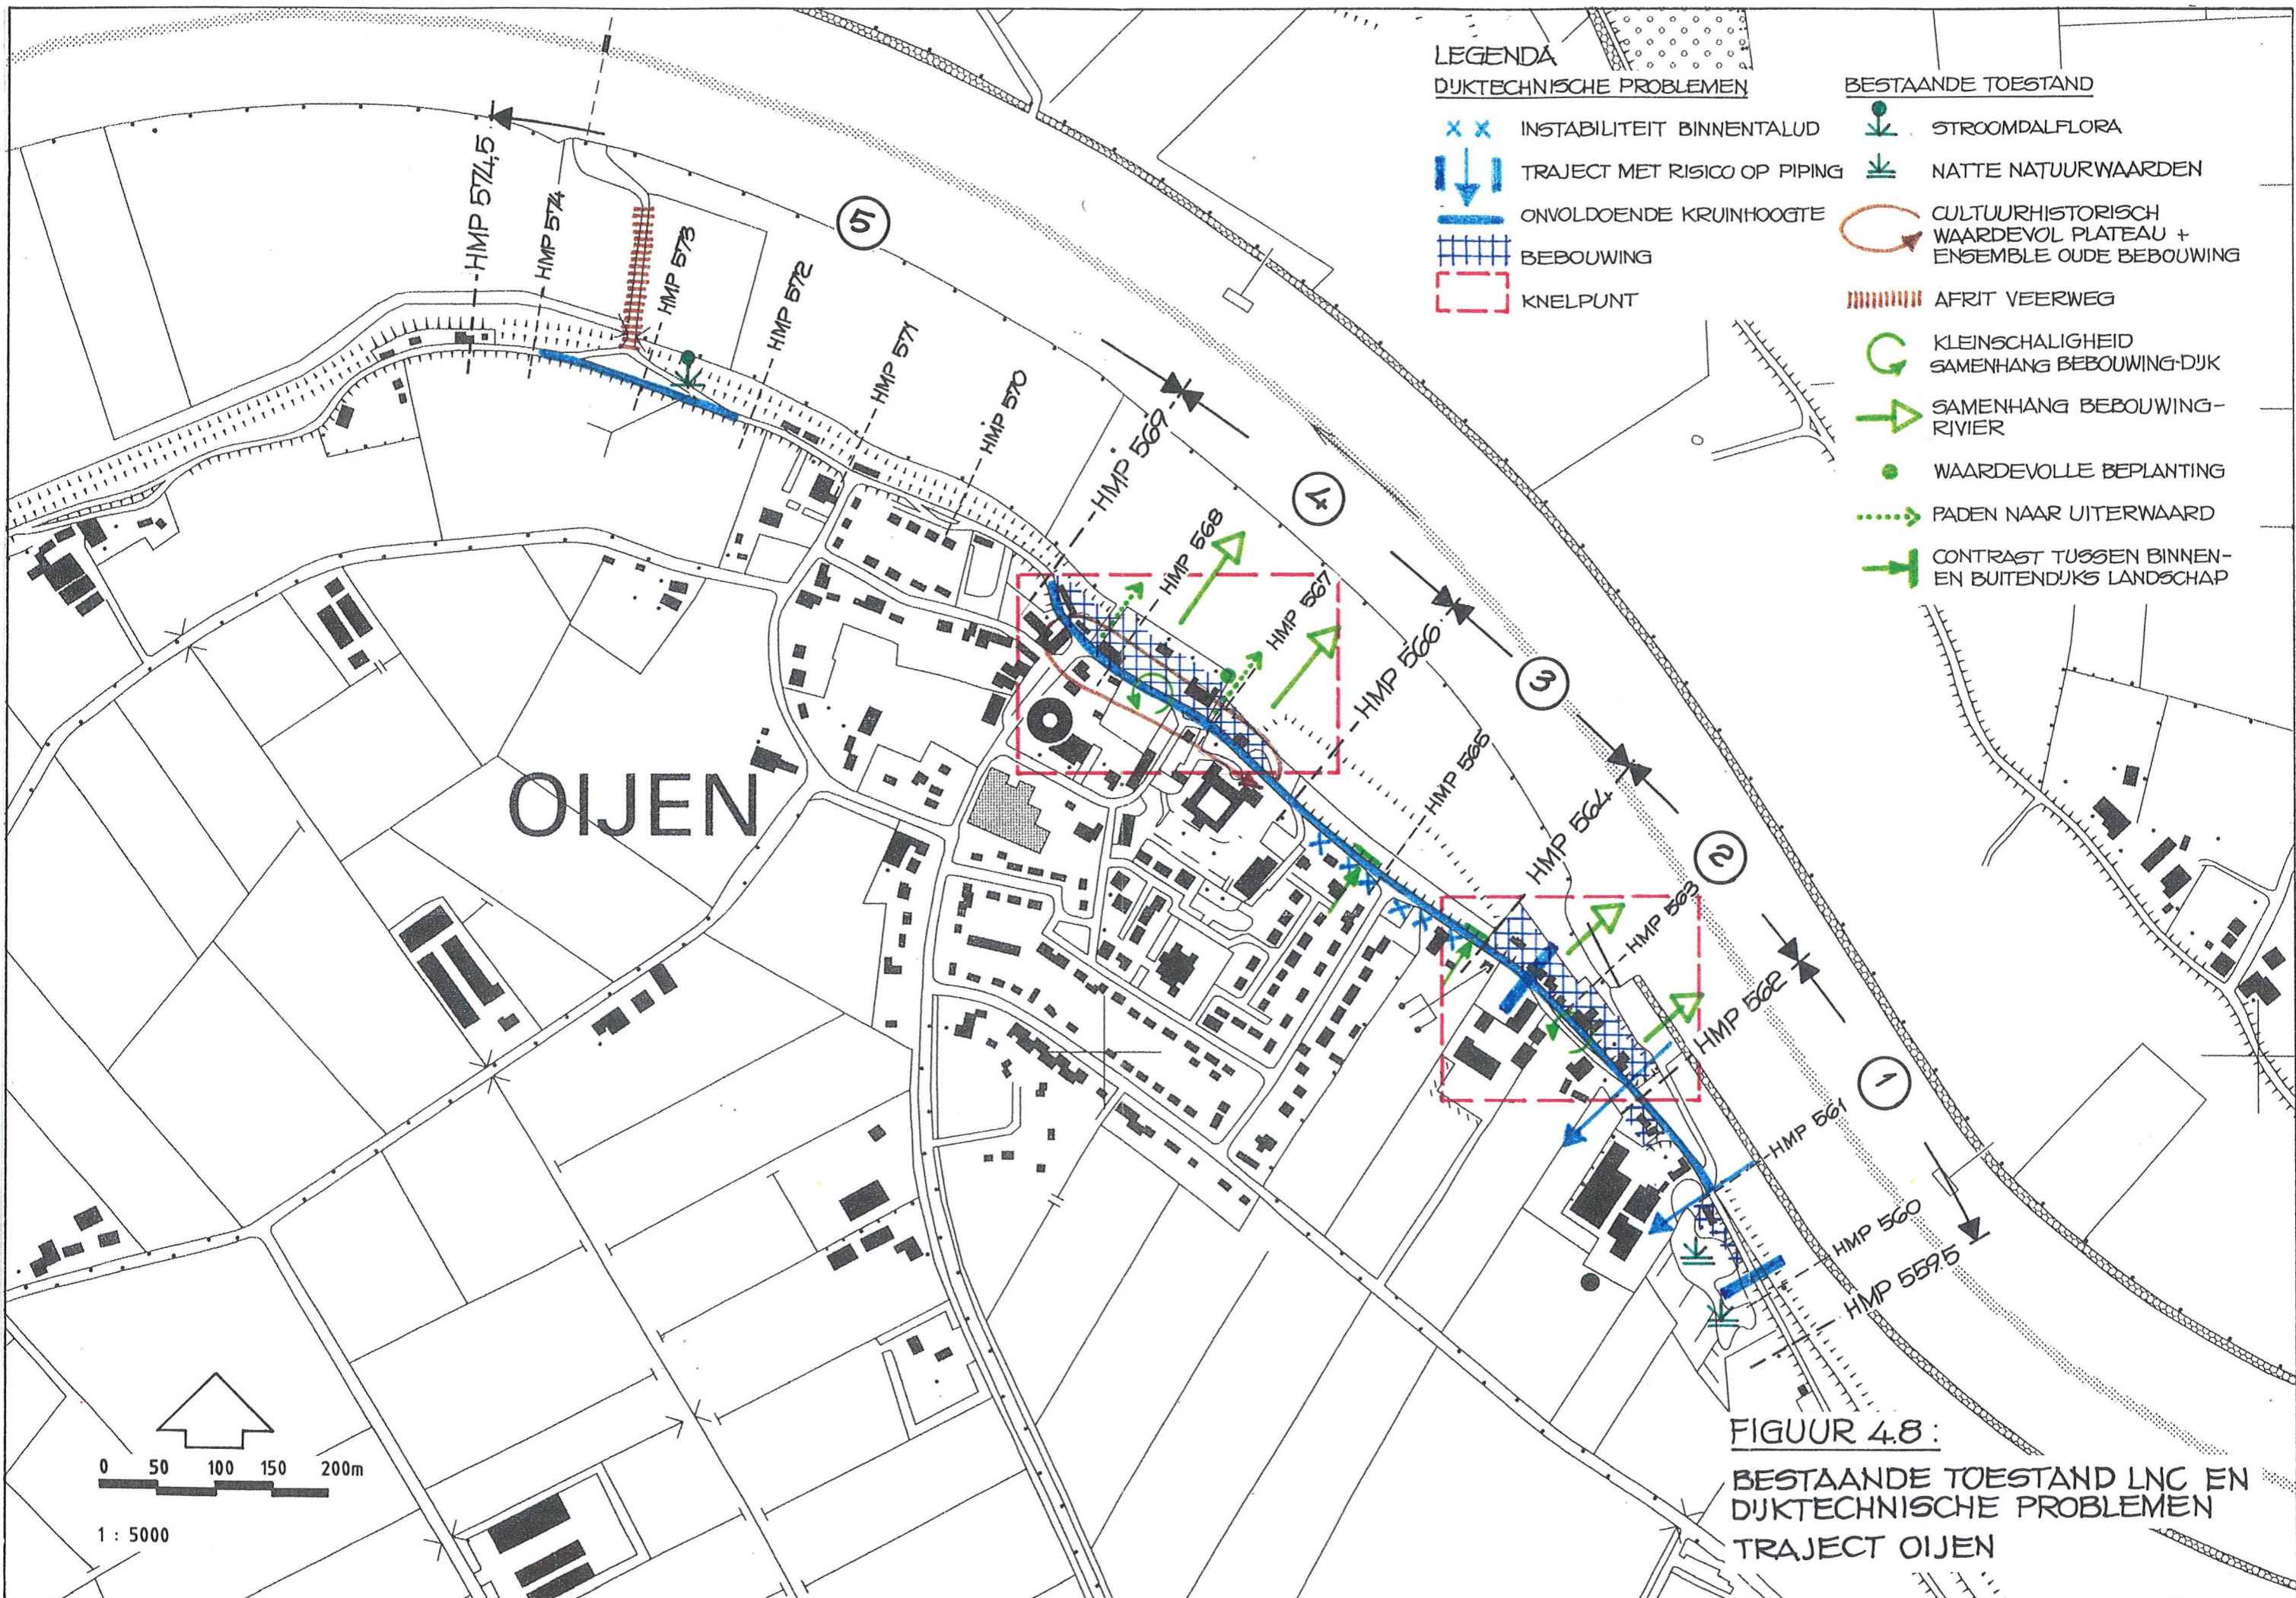 LEGENDA
DIJKTECHNISCHE PROBLEMEN
INSTABILITEIT BINNENTALUD
TRAJECT MET RISICO OP PIPING
ONVOLDOENDE KRUINHOOGTE
BEBOUWING
KNELPUNT
BESTAANDE TOESTAND
STROOMDALFLORA
NATTE NATUURWAARDEN
CULTUURHISTORISCH
WAARDEVOL PLATEAU +
ENSEMBLE OUDE BEBOUWING
AFRIT VEERWEG
KLEINSCHALIGHEID
SAMENHANG BEBOUWING-DIJK
SAMENHANG BEBOUWING-
RIVIER
WAARDEVOLLE BEPLANTING
PADEN NAAR UITERWAARD
CONTRAST TUSSEN BINNEN-
EN BUITENDIJKS LANDSCHAP
HMP 574,5
HMP 574
HMP 573
HMP 572
HMP 571
HMP 570
HMP 569
HMP 568
HMP 567
HMP 566
HMP 565
HMP 564
HMP 563
HMP 562
HMP 561
HMP 560
HMP 559.5
5
4
3
2
1
OIJEN
0 50 100 150 200m
1 : 5000
FIGUUR 4.8 :
BESTAANDE TOESTAND LNC EN
DIJKTECHNISCHE PROBLEMEN
TRAJECT OIJEN